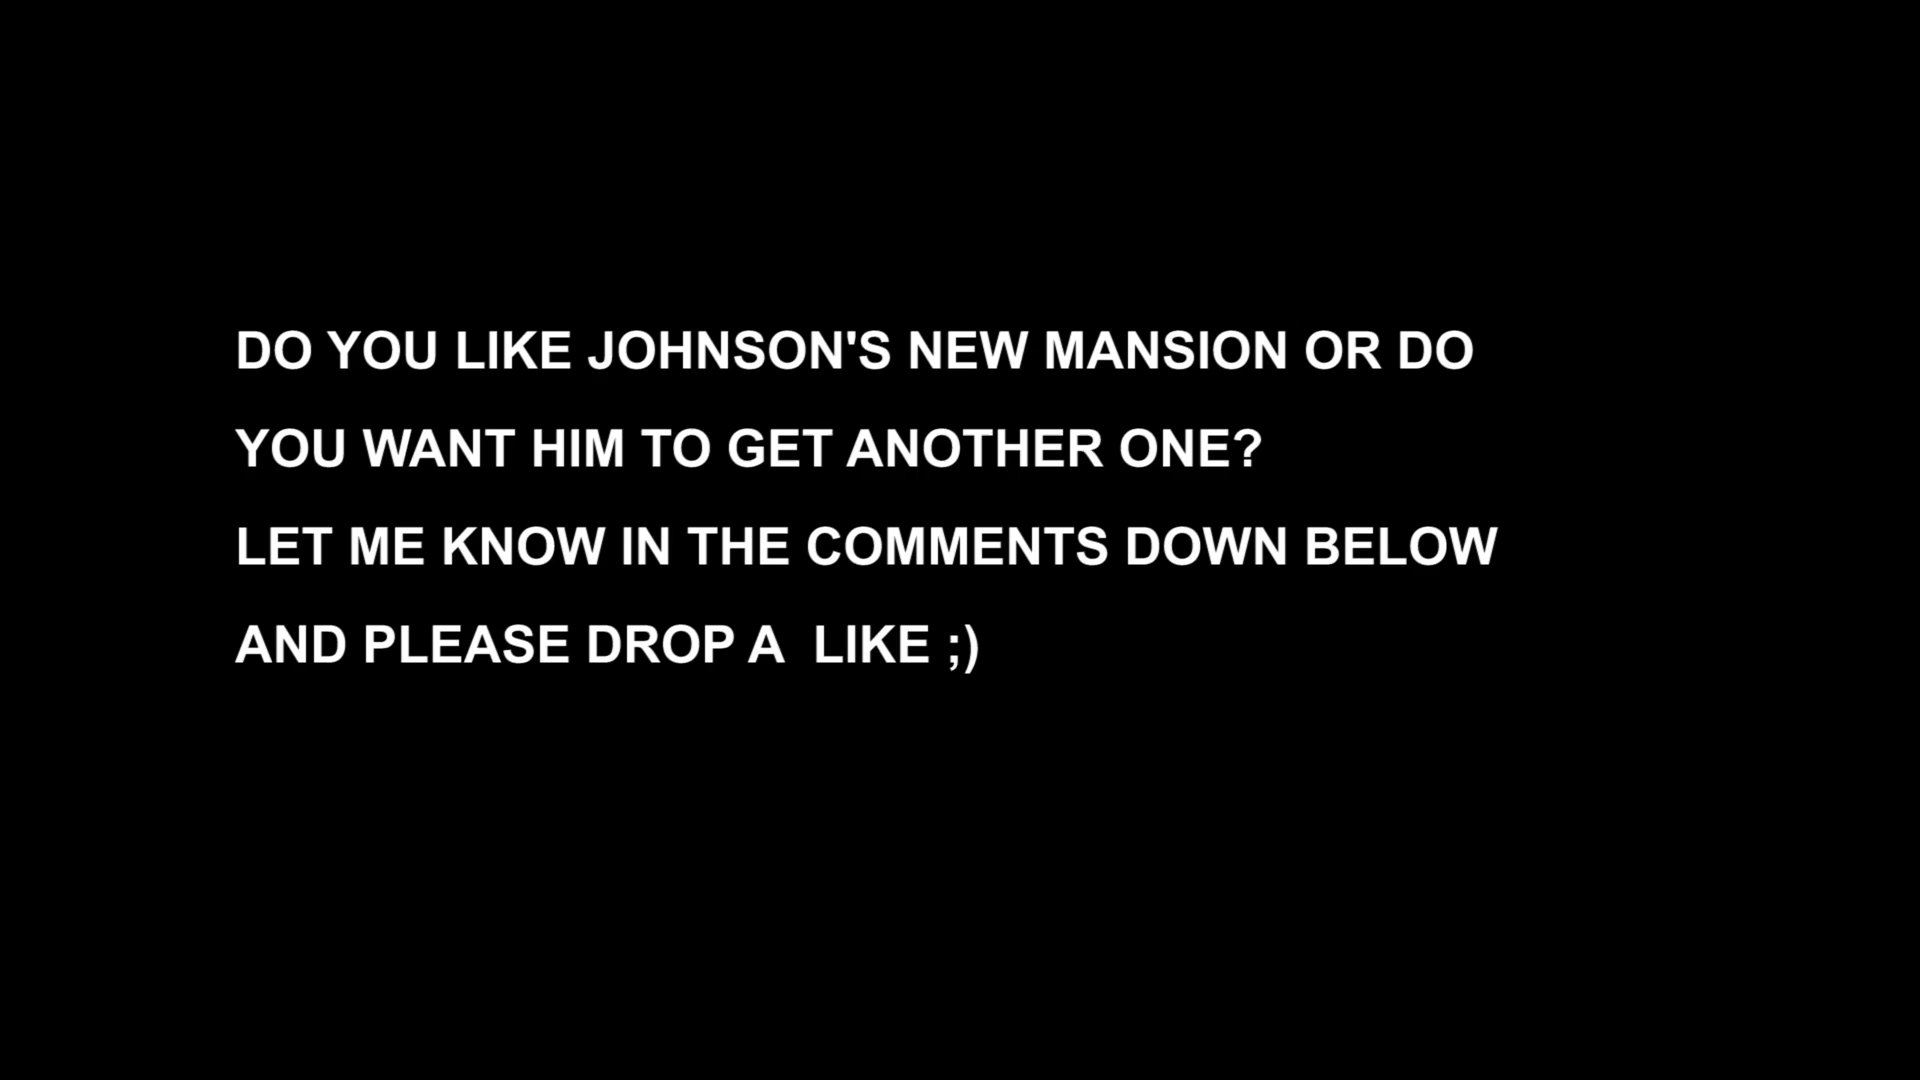 DO YOU LIKE JOHNSON'S NEW MANSION OR DO
YOU WANT HIM TO GET ANOTHER ONE?
LET ME KNOW IN THE COMMENTS DOWN BELOW
AND PLEASE DROP A  LIKE ;)